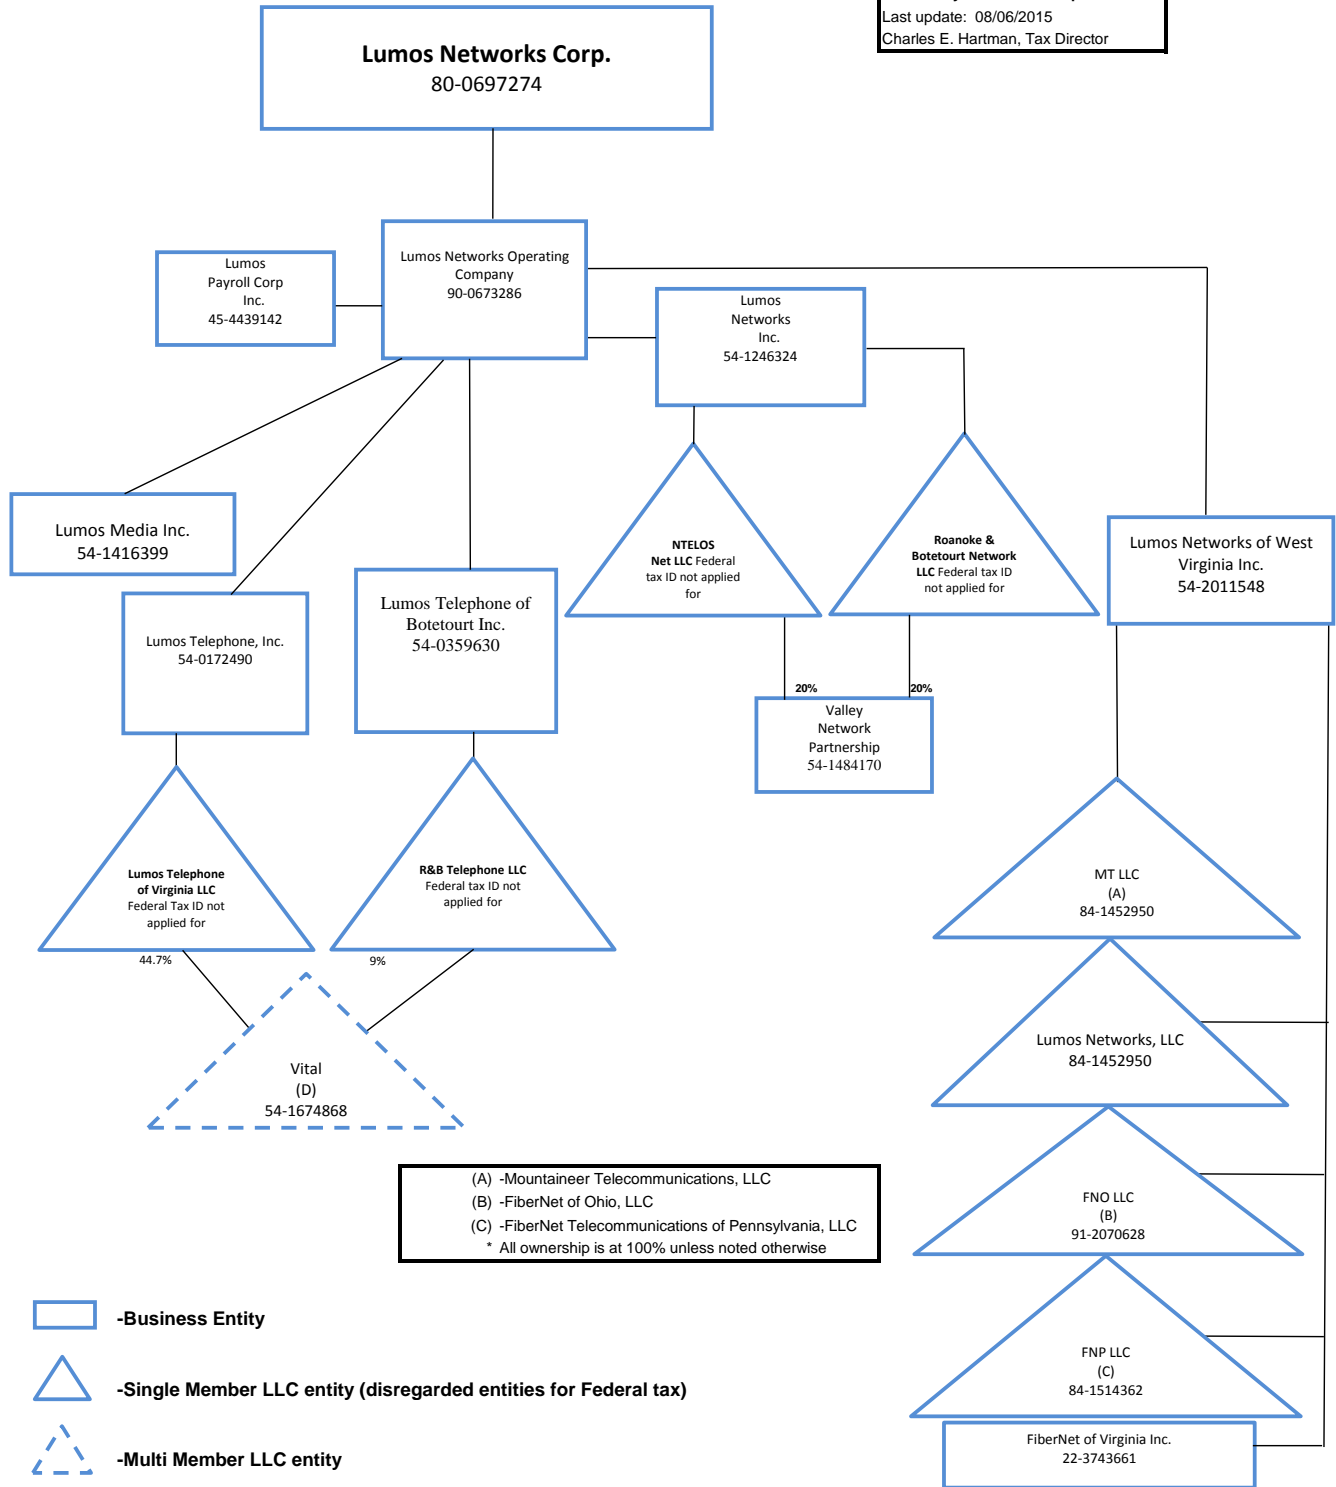 Last update: 08/06/2015
Charles E. Hartman, Tax Director
Lumos Networks Corp.
80-0697274
Lumos
Payroll Corp
Inc.
45-4439142
Lumos Networks Operating
Company
90-0673286
Lumos
Networks
Inc.
54-1246324
Lumos Media Inc.
54-1416399
Lumos Telephone, Inc.
54-0172490
Lumos Telephone of
Botetourt Inc.
54-0359630
NTELOS
Net LLC Federal
tax ID not applied
for
Roanoke &
Botetourt Network
LLC Federal tax ID
not applied for
Lumos Networks of West
Virginia Inc.
54-2011548
20%
20%
Valley
Network
Partnership
54-1484170
Lumos Telephone
of Virginia LLC
Federal Tax ID not
applied for
R&B Telephone LLC
Federal tax ID not
applied for
44.7%
9%
Vital
(D)
54-1674868
MT LLC
(A)
84-1452950
Lumos Networks, LLC
84-1452950
FNO LLC
(B)
91-2070628
FNP LLC
(C)
84-1514362
FiberNet of Virginia Inc.
22-3743661
(A) -Mountaineer Telecommunications, LLC
(B) -FiberNet of Ohio, LLC
(C) -FiberNet Telecommunications of Pennsylvania, LLC
* All ownership is at 100% unless noted otherwise
-Business Entity
-Single Member LLC entity (disregarded entities for Federal tax)
-Multi Member LLC entity